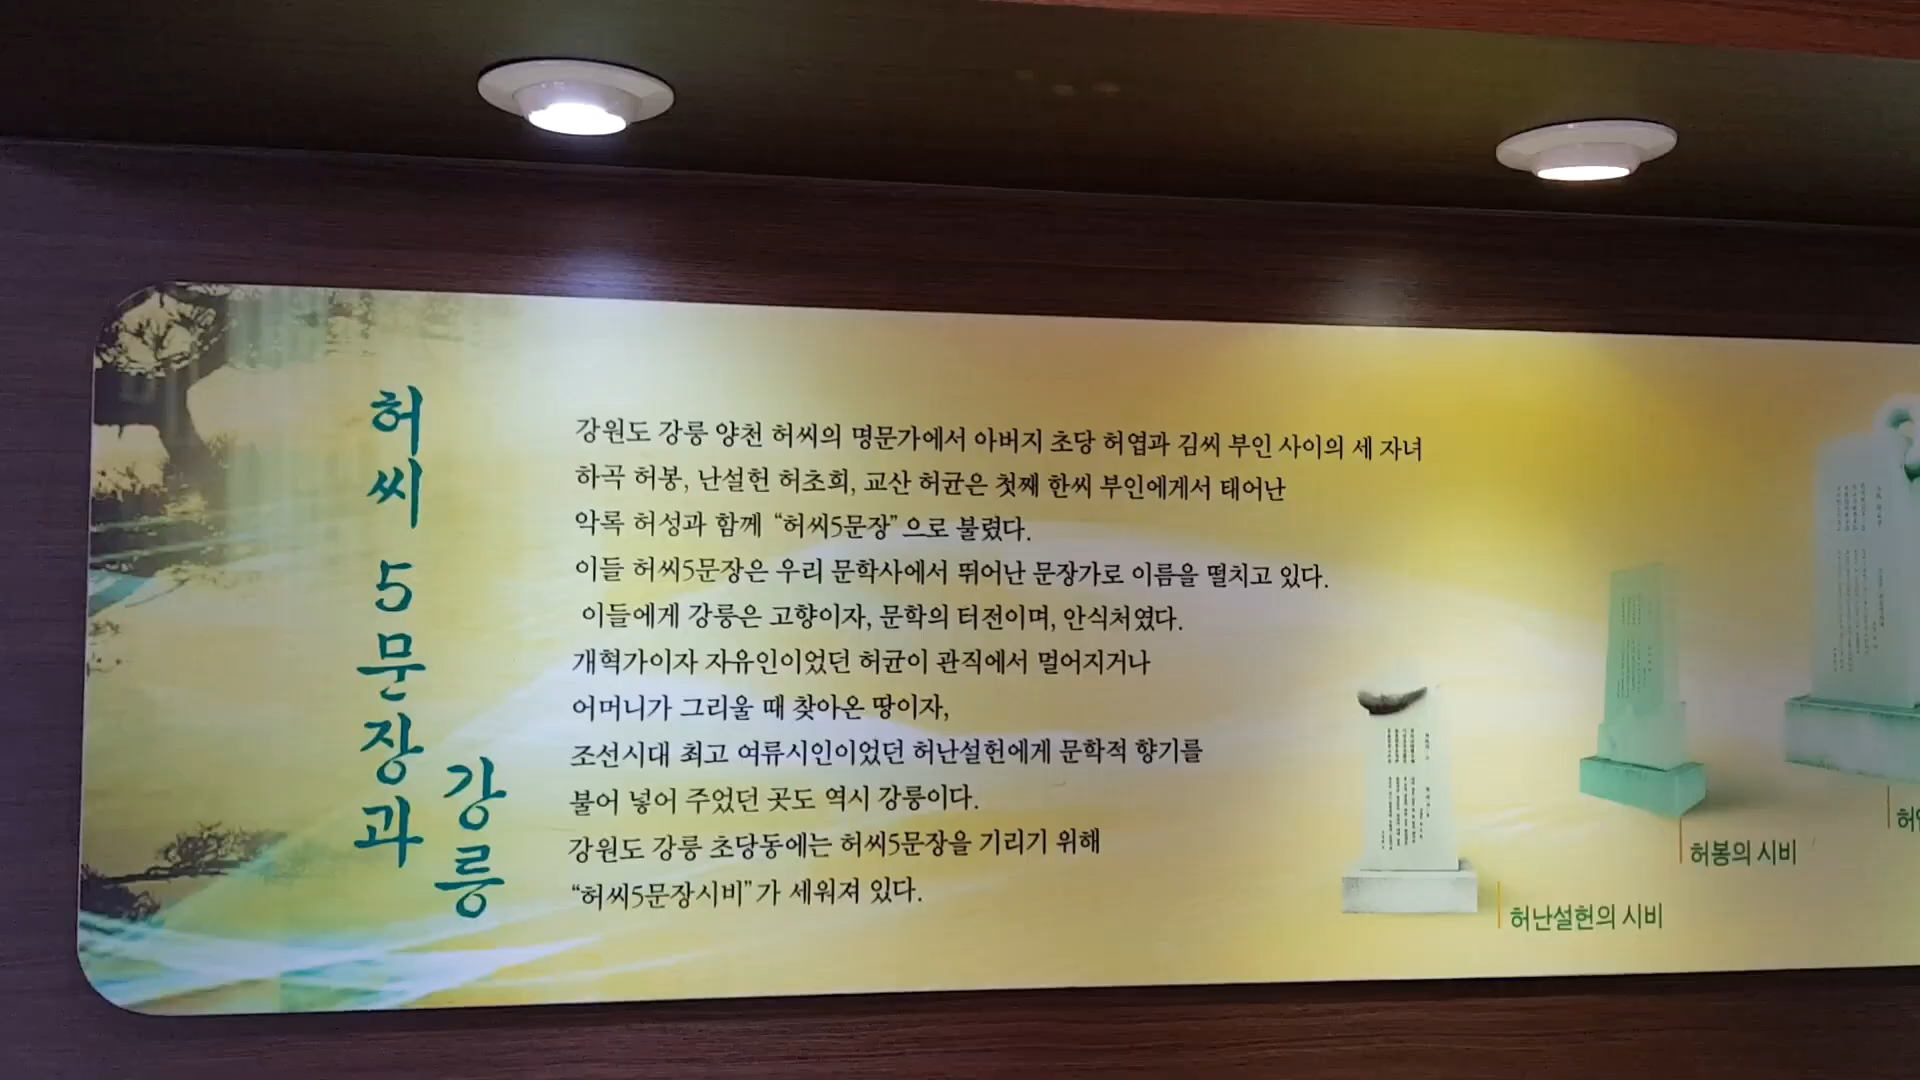 허씨 5문장과
강릉
강원도 강릉 양천 허씨의 명문가에서 아버지 초당 허엽과 김씨 부인 사이의 세 자녀
하곡 허봉, 난설헌 허초희, 교산 허균은 첫째 한씨 부인에게서 태어난
악록 허성과 함께 “허씨5문장”으로 불렸다.
이들 허씨5문장은 우리 문학사에서 뛰어난 문장가로 이름을 떨치고 있다.
이들에게 강릉은 고향이자, 문학의 터전이며, 안식처였다.
개혁가이자 자유인이었던 허균이 관직에서 멀어지거나
어머니가 그리울 때 찾아온 땅이자,
조선시대 최고 여류시인이었던 허난설헌에게 문학적 향기를
불어 넣어 주었던 곳도 역시 강릉이다.
강원도 강릉 초당동에는 허씨5문장을 기리기 위해
“허씨5문장시비”가 세워져 있다.
허난설헌의 시비
허봉의 시비